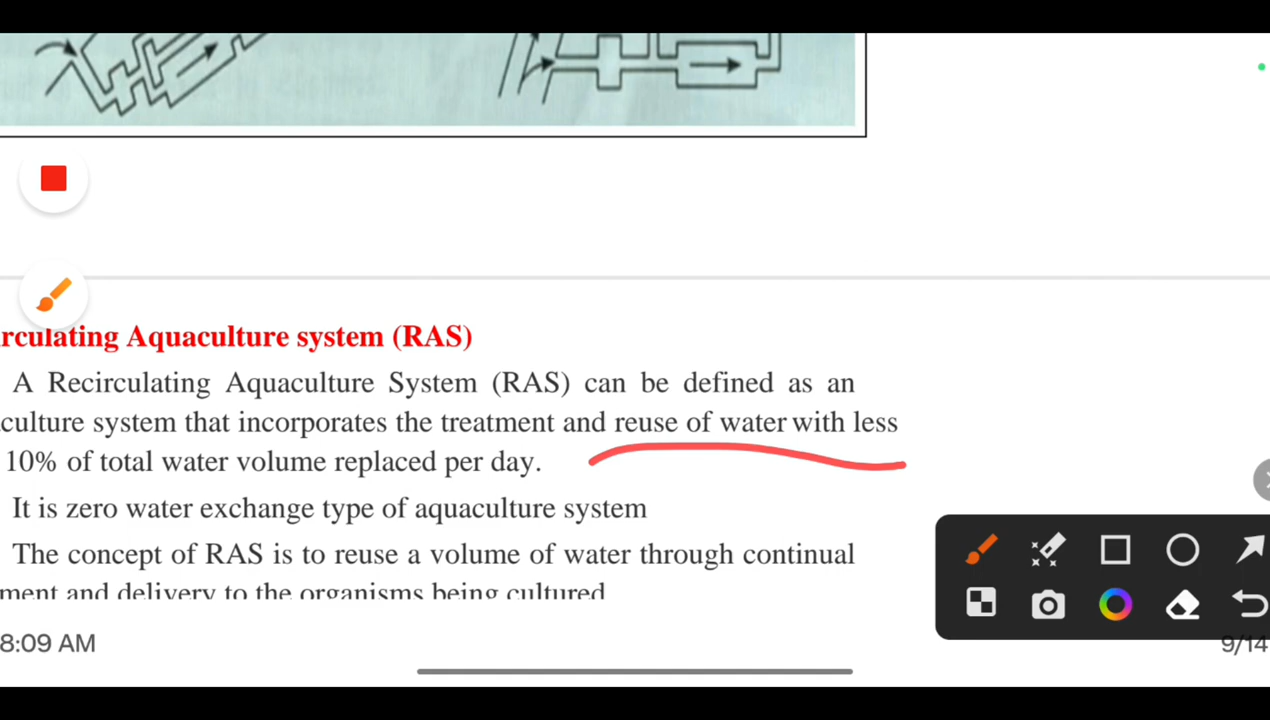 rculating Aquaculture system (RAS)
A Recirculating Aquaculture System (RAS) can be defined as an
culture system that incorporates the treatment and reuse of water with less
10% of total water volume replaced per day.
It is zero water exchange type of aquaculture system
The concept of RAS is to reuse a volume of water through continual
ment and delivery to the organisms being cultured
8:09 AM
9/14